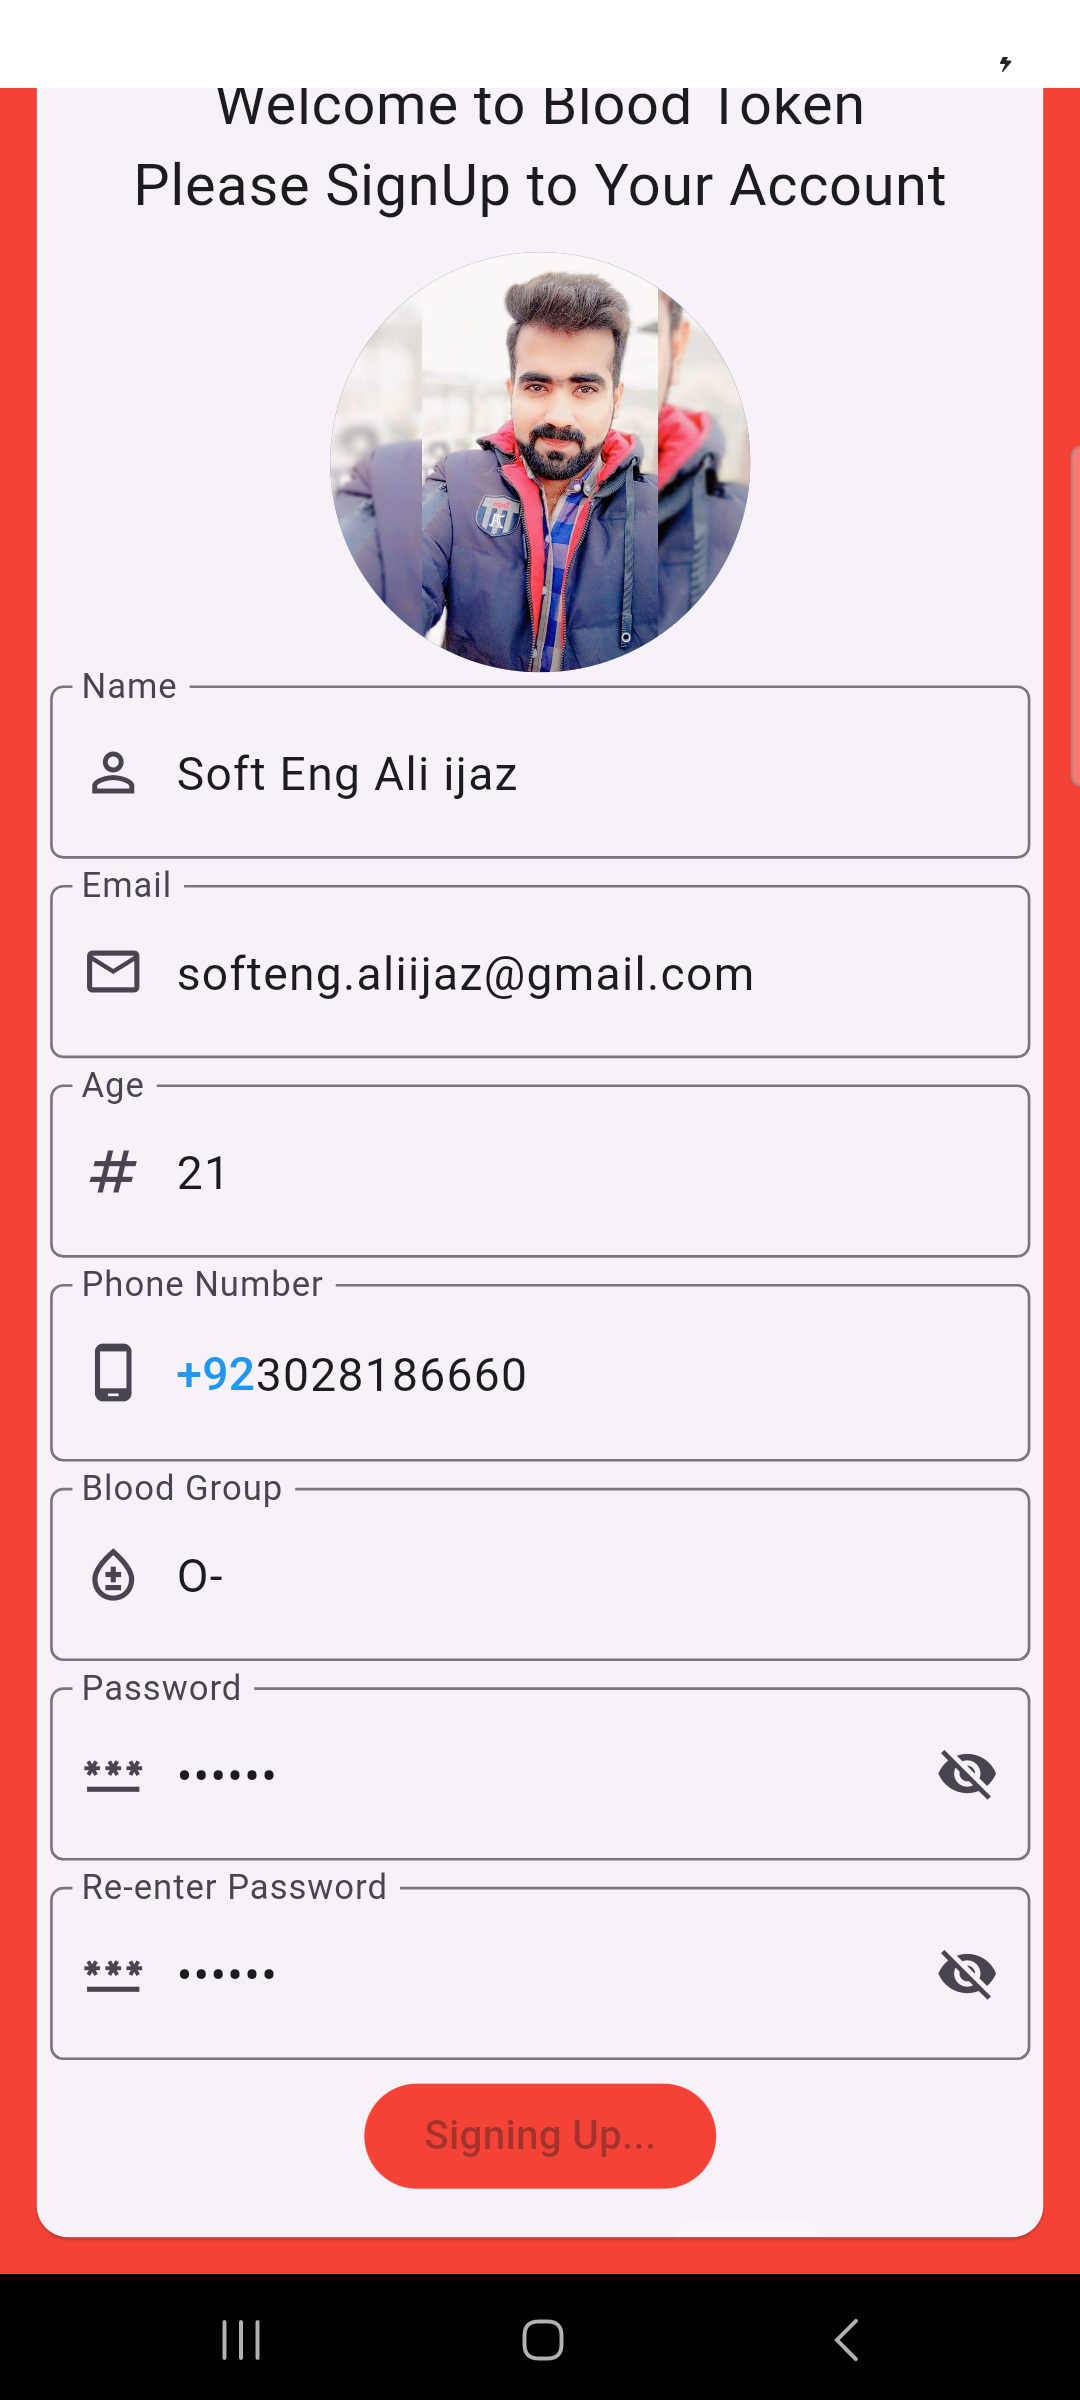 Welcome to Blood Token
Please SignUp to Your Account
Name
Soft Eng Ali ijaz
Email
softeng.aliijaz@gmail.com
Age
21
Phone Number
+923028186660
Blood Group
O-
Password
••••••
Re-enter Password
••••••
Signing Up...